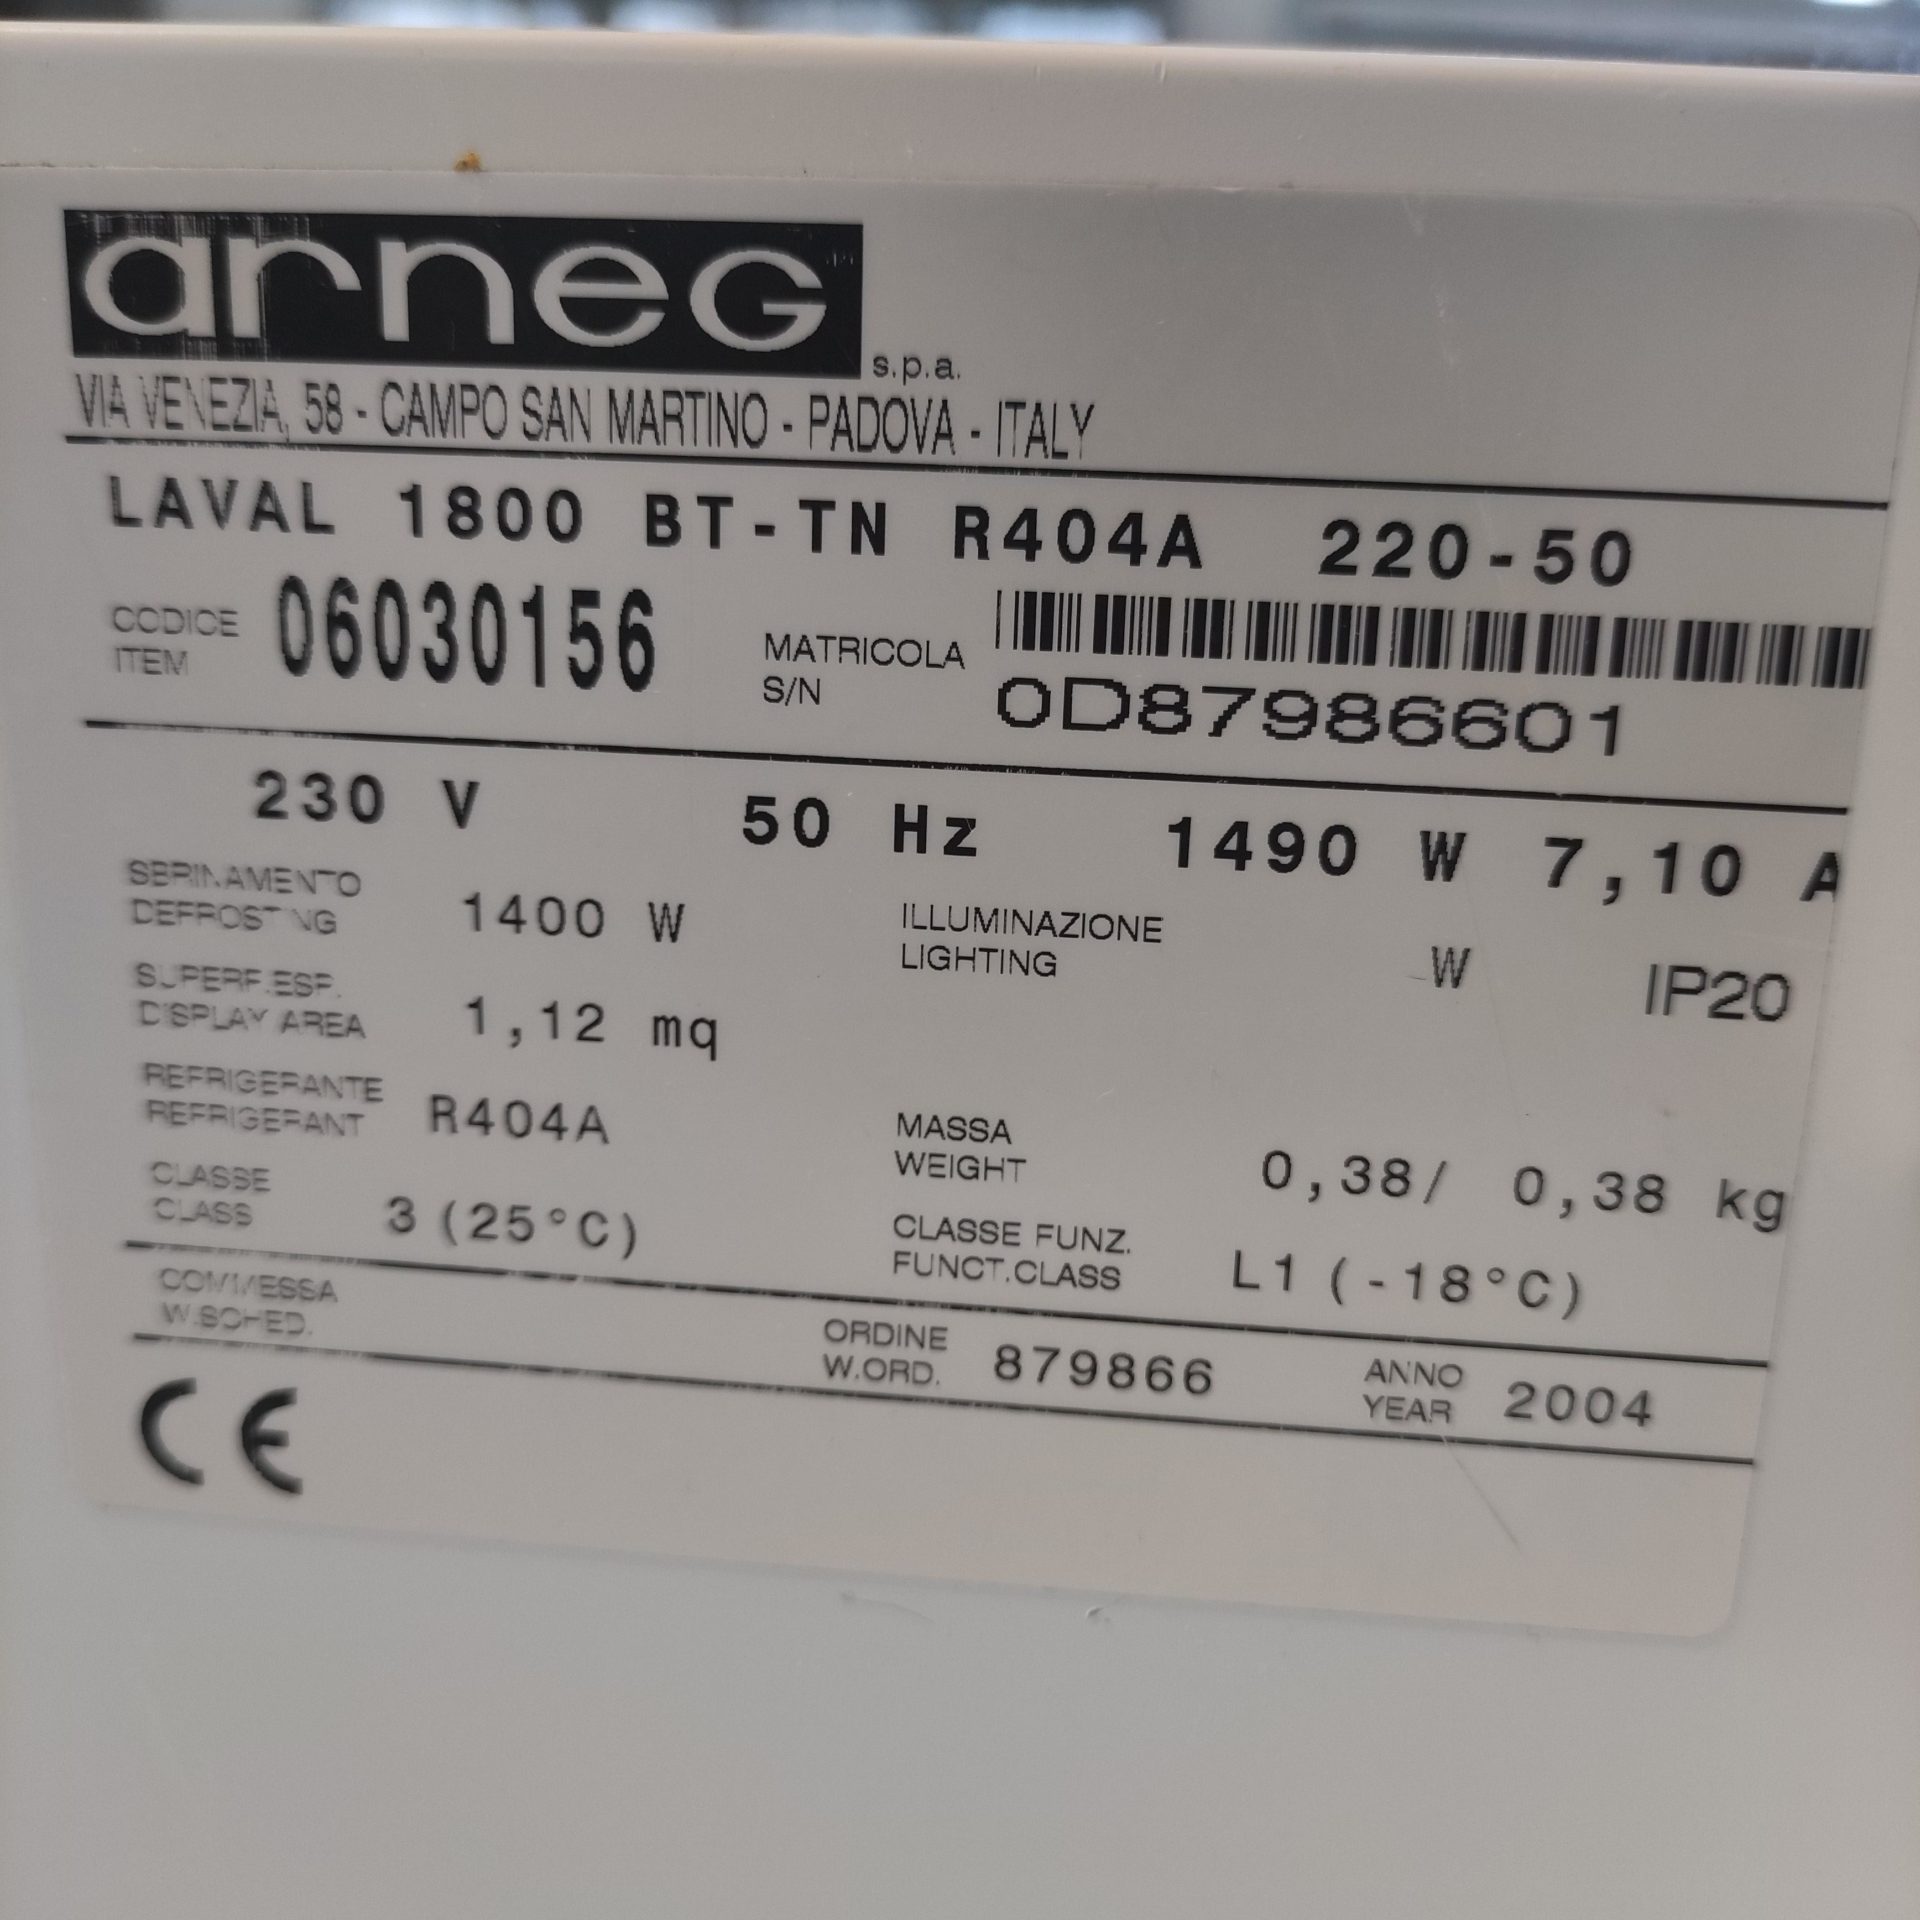 arneg s.p.a.
VIA VENEZIA, 58 - CAMPO SAN MARTINO - PADOVA - ITALY
LAVAL 1800 BT-TN R404A 220-50
CODICE
ITEM
06030156
MATRICOLA
S/N
0D87986601
230 V 50 Hz 1490 W 7,10 A
SBRINAMENTO
DEFROSTING
1400 W
ILLUMINAZIONE
LIGHTING
W
IP20
SUPERF.ESP.
DISPLAY AREA
1,12 mq
REFRIGERANTE
REFRIGERANT
R404A
MASSA
WEIGHT
0,38/ 0,38 kg
CLASSE
CLASS
3 (25°C)
CLASSE FUNZ.
FUNCT.CLASS
L1 (-18°C)
COMMESSA
W.SCHED.
ORDINE
W.ORD.
879866
ANNO
YEAR
2004
CE